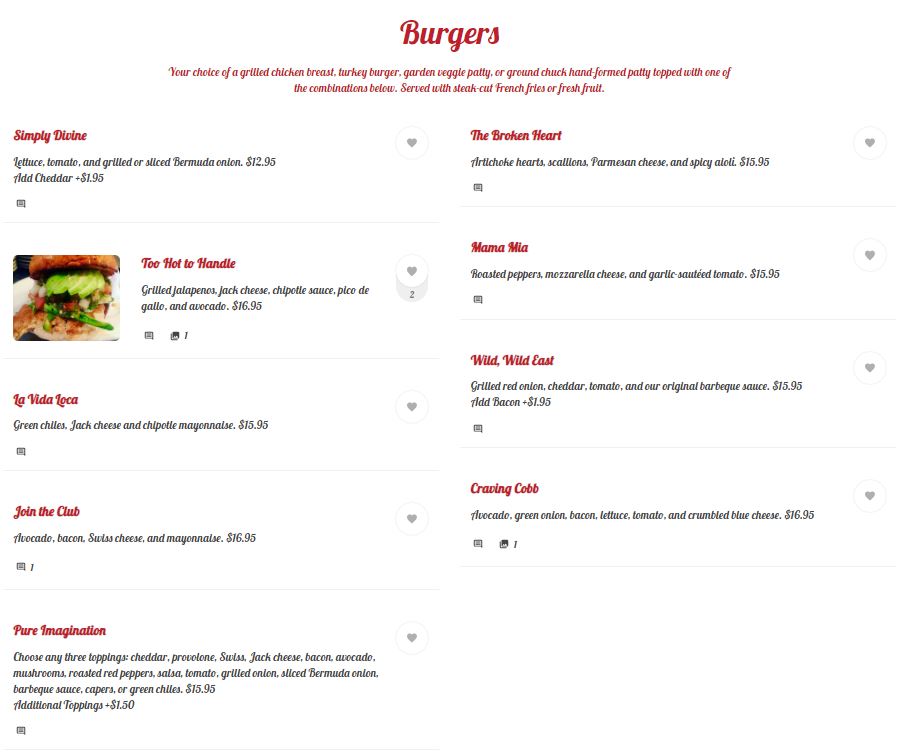 Burgers
Your choice of a grilled chicken breast, turkey burger, garden veggie patty, or ground chuck hand-formed patty topped with one of
the combinations below. Served with steak-cut French fries or fresh fruit.
Simply Divine
Lettuce, tomato, and grilled or sliced Bermuda onion. $12.95
Add Cheddar +$1.95
Too Hot to Handle
Grilled jalapenos, jack cheese, chipotle sauce, pico de
gallo, and avocado. $16.95
2
1
La Vida Loca
Green chiles, Jack cheese and chipotle mayonnaise. $15.95
Join the Club
Avocado, bacon, Swiss cheese, and mayonnaise. $16.95
1
Pure Imagination
Choose any three toppings: cheddar, provolone, Swiss, Jack cheese, bacon, avocado,
mushrooms, roasted red peppers, salsa, tomato, grilled onion, sliced Bermuda onion,
barbeque sauce, capers, or green chiles. $15.95
Additional Toppings +$1.50
The Broken Heart
Artichoke hearts, scallions, Parmesan cheese, and spicy aioli. $15.95
Mama Mia
Roasted peppers, mozzarella cheese, and garlic-sautéed tomato. $15.95
Wild, Wild East
Grilled red onion, cheddar, tomato, and our original barbeque sauce. $15.95
Add Bacon +$1.95
Craving Cobb
Avocado, green onion, bacon, lettuce, tomato, and crumbled blue cheese. $16.95
1